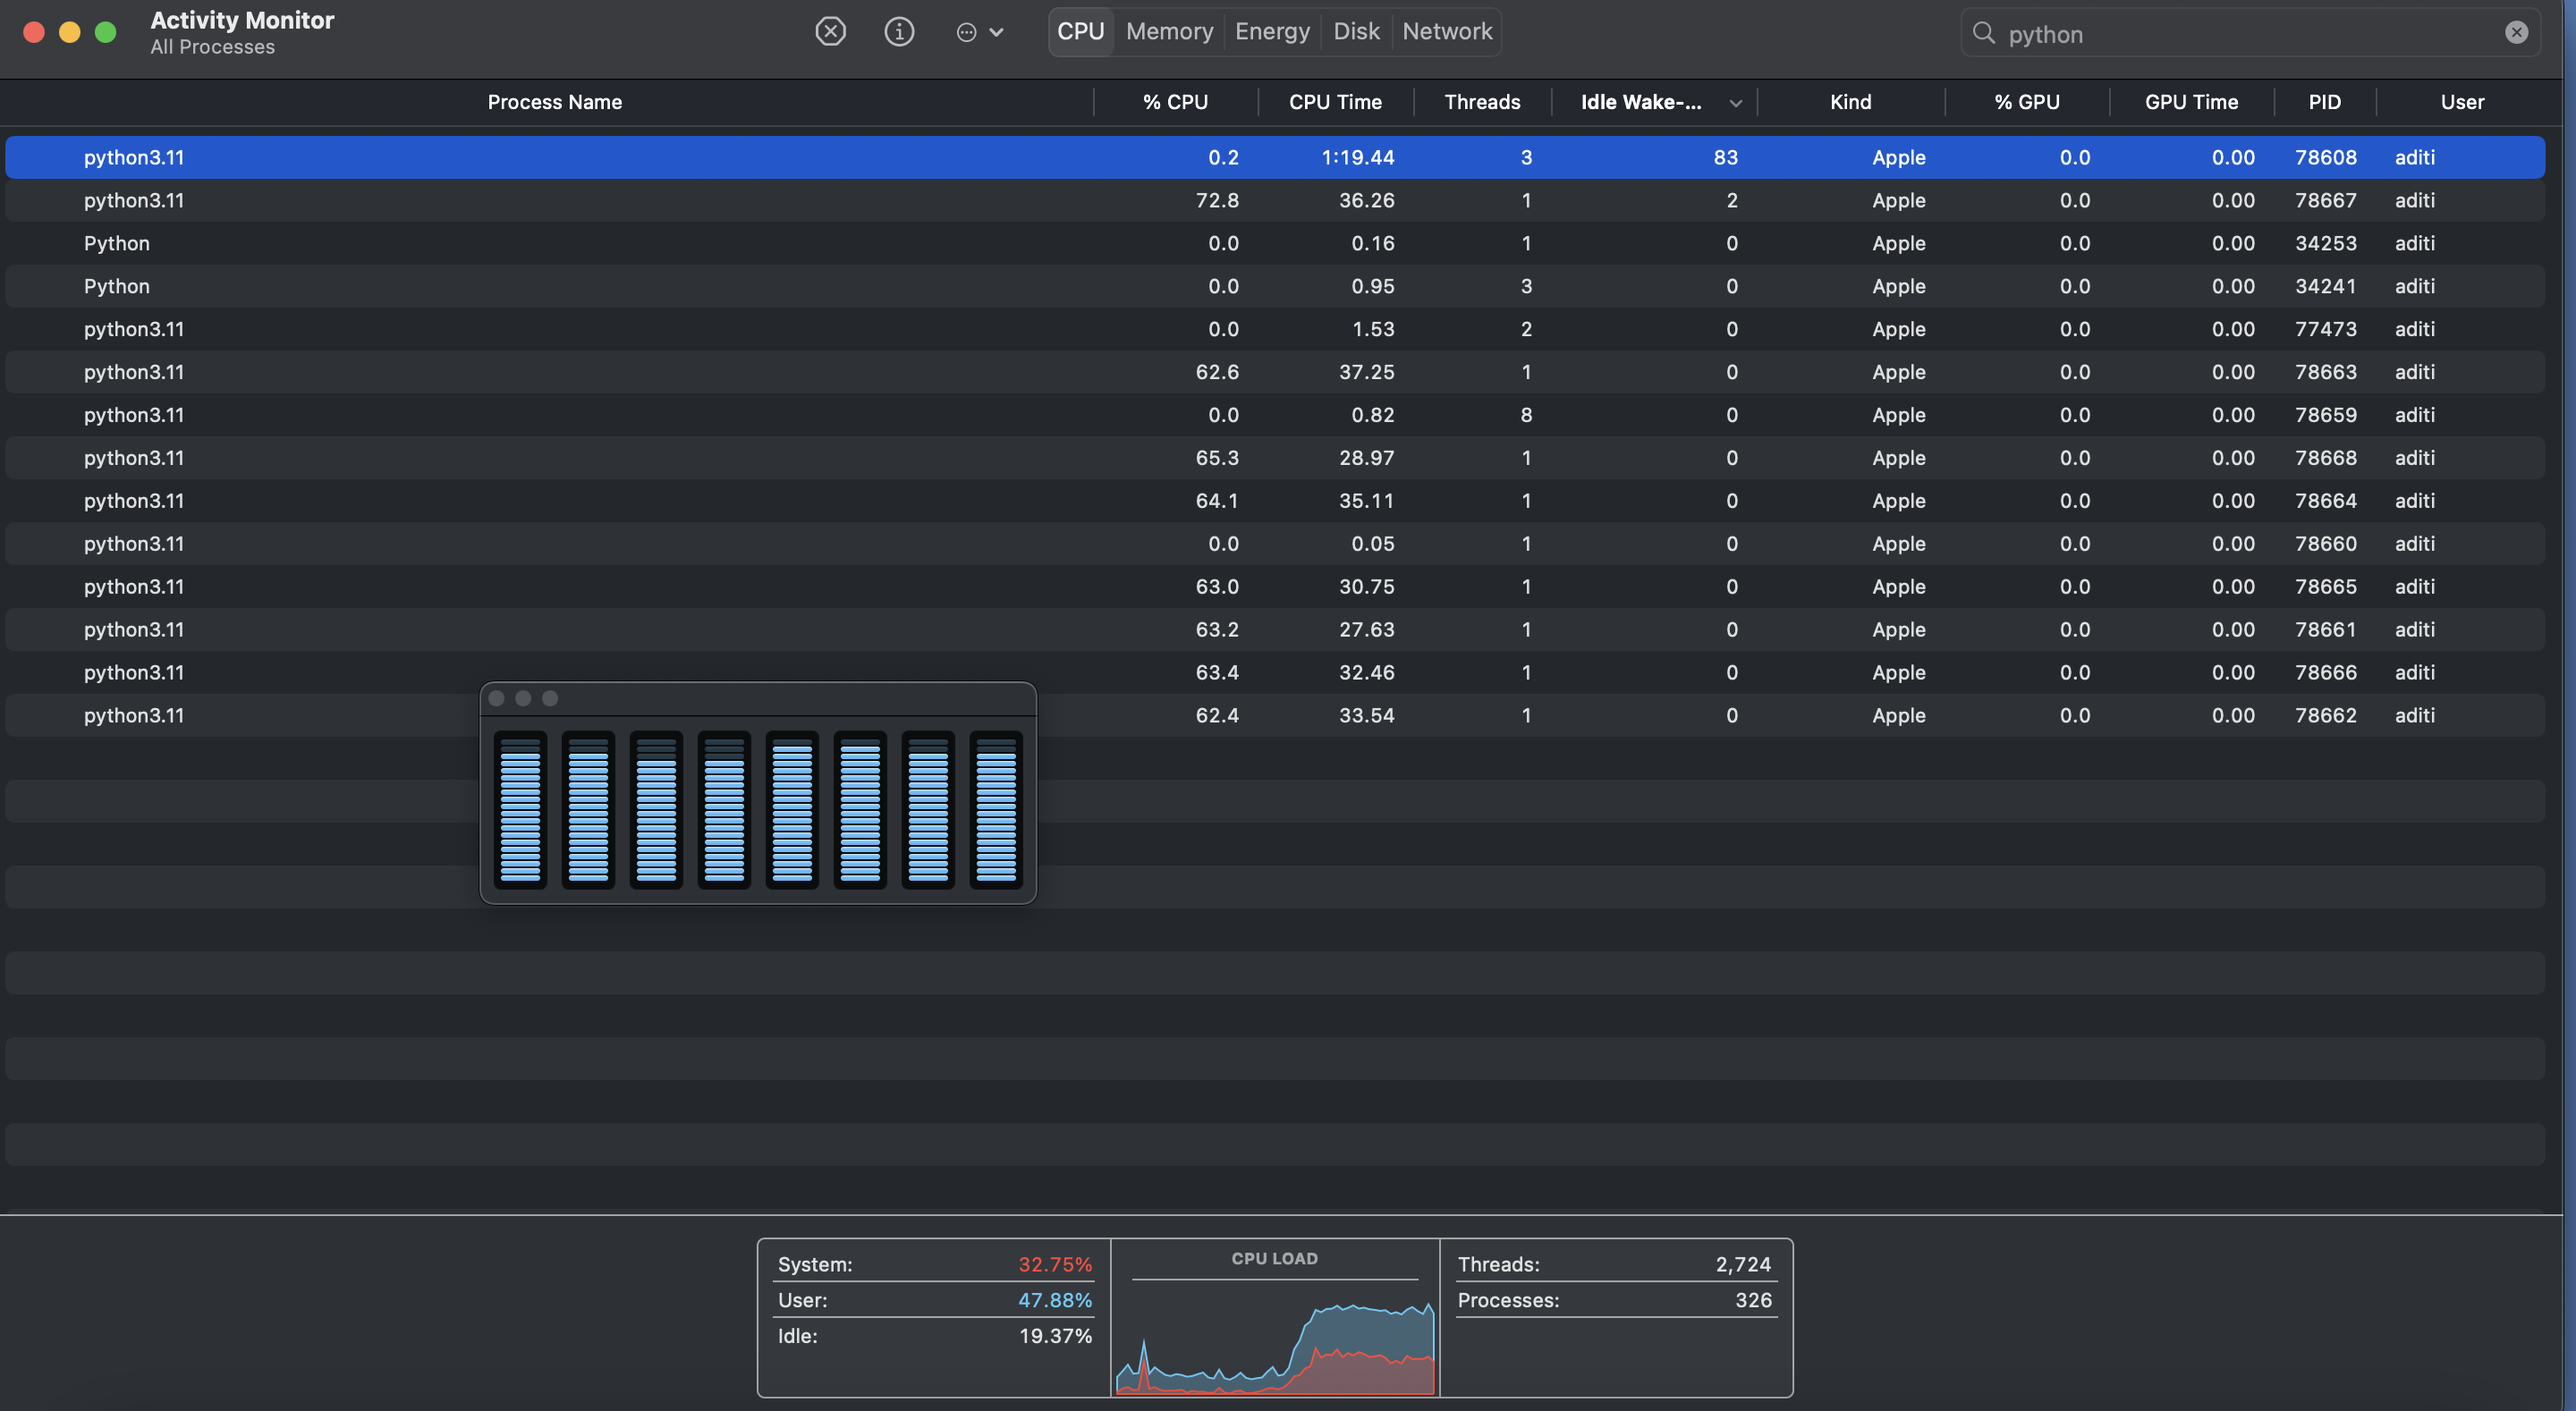 Activity Monitor
All Processes
CPU Memory Energy Disk Network
python
Process Name % CPU CPU Time Threads Idle Wake-... Kind % GPU GPU Time PID User
python3.11 0.2 1:19.44 3 83 Apple 0.0 0.00 78608 aditi
python3.11 72.8 36.26 1 2 Apple 0.0 0.00 78667 aditi
Python 0.0 0.16 1 0 Apple 0.0 0.00 34253 aditi
Python 0.0 0.95 3 0 Apple 0.0 0.00 34241 aditi
python3.11 0.0 1.53 2 0 Apple 0.0 0.00 77473 aditi
python3.11 62.6 37.25 1 0 Apple 0.0 0.00 78663 aditi
python3.11 0.0 0.82 8 0 Apple 0.0 0.00 78659 aditi
python3.11 65.3 28.97 1 0 Apple 0.0 0.00 78668 aditi
python3.11 64.1 35.11 1 0 Apple 0.0 0.00 78664 aditi
python3.11 0.0 0.05 1 0 Apple 0.0 0.00 78660 aditi
python3.11 63.0 30.75 1 0 Apple 0.0 0.00 78665 aditi
python3.11 63.2 27.63 1 0 Apple 0.0 0.00 78661 aditi
python3.11 63.4 32.46 1 0 Apple 0.0 0.00 78666 aditi
python3.11 62.4 33.54 1 0 Apple 0.0 0.00 78662 aditi
System: 32.75%
User: 47.88%
Idle: 19.37%
CPU LOAD
Threads: 2,724
Processes: 326